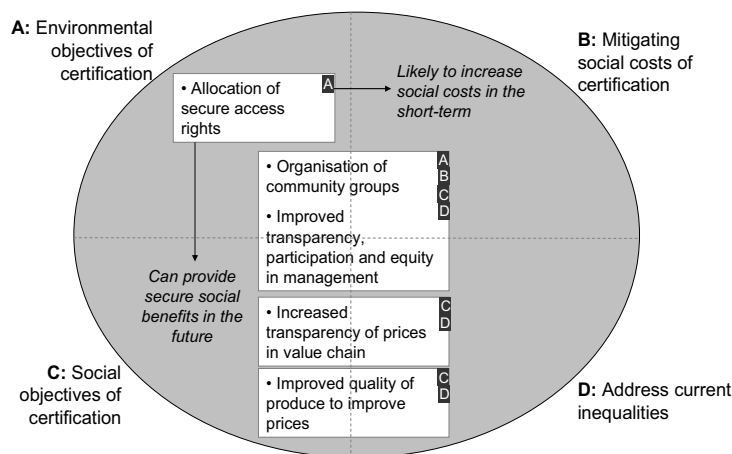 A: Environmental
objectives of
certification
B: Mitigating
social costs of
certification
• Allocation of
secure access
rights
A
Likely to increase
social costs in the
short-term
• Organisation of
community groups
• Improved
transparency,
participation and equity
in management
A
B
C
D
Can provide
secure social
benefits in the
future
• Increased
transparency of prices
in value chain
C
D
• Improved quality of
produce to improve
prices
C
D
C: Social
objectives of
certification
D: Address current
inequalities